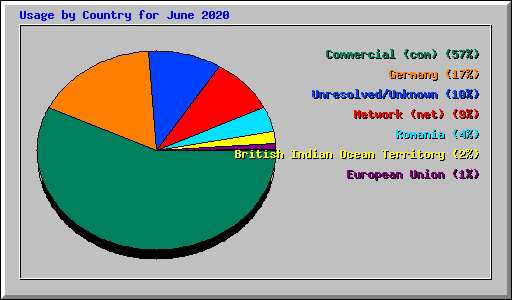 Usage by Country for June 2020
Commercial (com) (57%)
Germany (17%)
Unresolved/Unknown (10%)
Network (net) (9%)
Romania (4%)
British Indian Ocean Territory (2%)
European Union (1%)